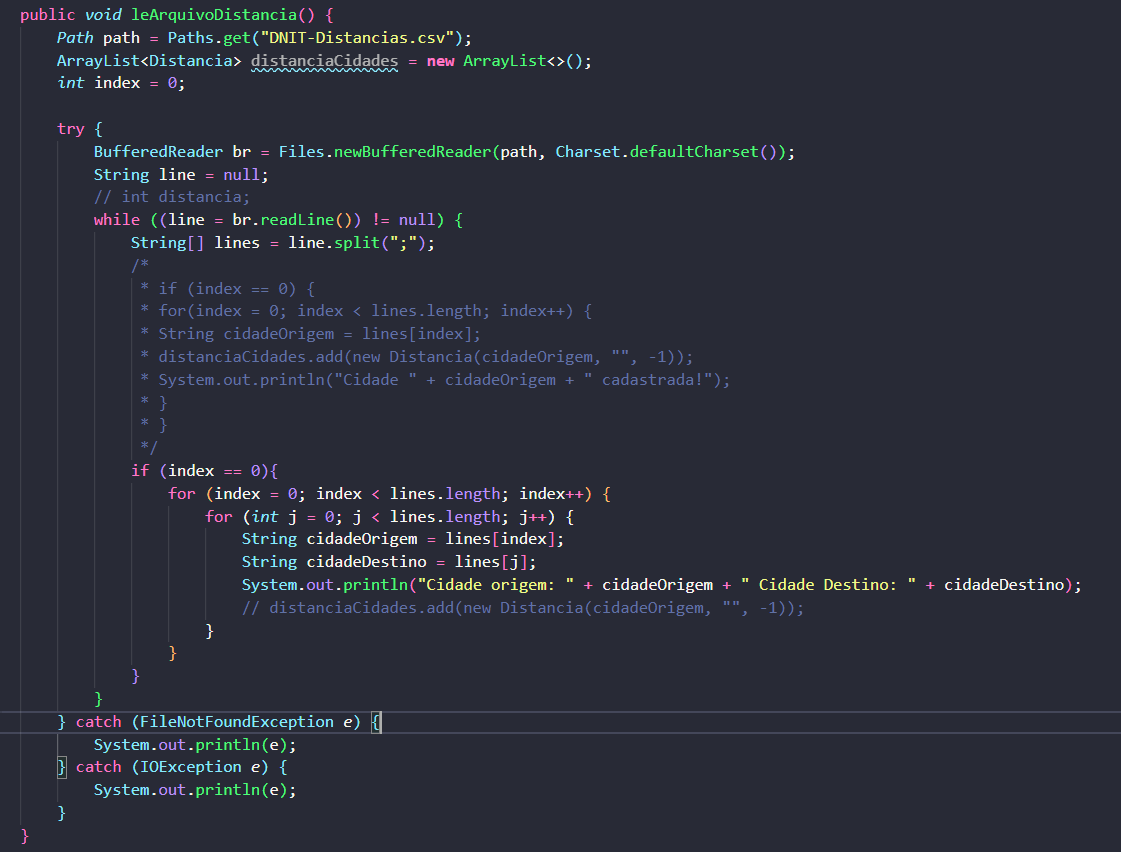 public void leArquivoDistancia() {
    Path path = Paths.get("DNIT-Distancias.csv");
    ArrayList<Distancia> distanciaCidades = new ArrayList<>();
    int index = 0;

    try {
        BufferedReader br = Files.newBufferedReader(path, Charset.defaultCharset());
        String line = null;
        // int distancia;
        while ((line = br.readLine()) != null) {
            String[] lines = line.split(";");
            /*
             * if (index == 0) {
             * for(index = 0; index < lines.length; index++) {
             * String cidadeOrigem = lines[index];
             * distanciaCidades.add(new Distancia(cidadeOrigem, "", -1));
             * System.out.println("Cidade " + cidadeOrigem + " cadastrada!");
             * }
             * }
             */
            if (index == 0){
                for (index = 0; index < lines.length; index++) {
                    for (int j = 0; j < lines.length; j++) {
                        String cidadeOrigem = lines[index];
                        String cidadeDestino = lines[j];
                        System.out.println("Cidade origem: " + cidadeOrigem + " Cidade Destino: " + cidadeDestino);
                        // distanciaCidades.add(new Distancia(cidadeOrigem, "", -1));
                    }
                }
            }
        }
    } catch (FileNotFoundException e) {
        System.out.println(e);
    } catch (IOException e) {
        System.out.println(e);
    }
}